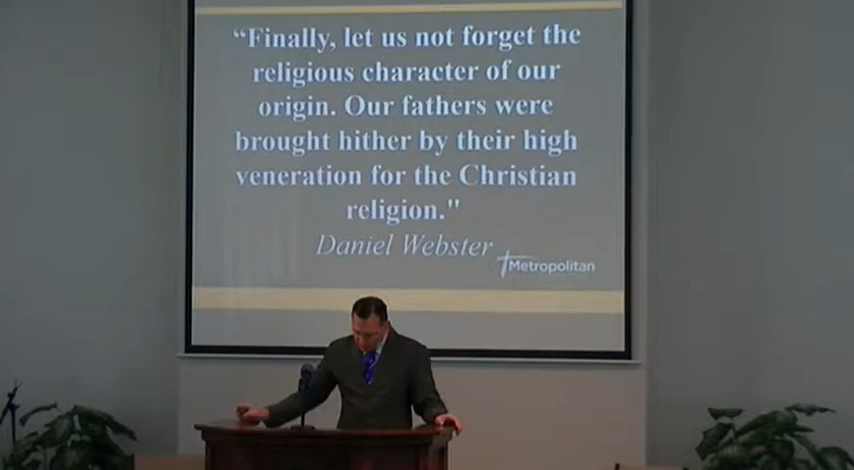 “Finally, let us not forget the
religious character of our
origin. Our fathers were
brought hither by their high
veneration for the Christian
religion."
Daniel Webster
Metropolitan